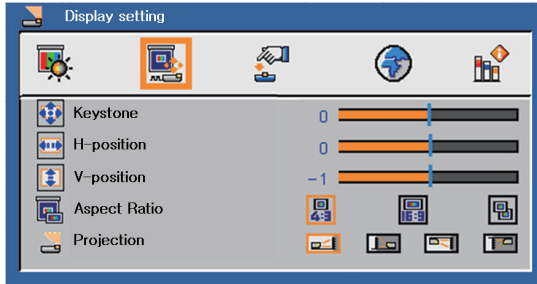 Display setting
Keystone 0
H-position 0
V-position -1
Aspect Ratio 4:3 16:9
Projection